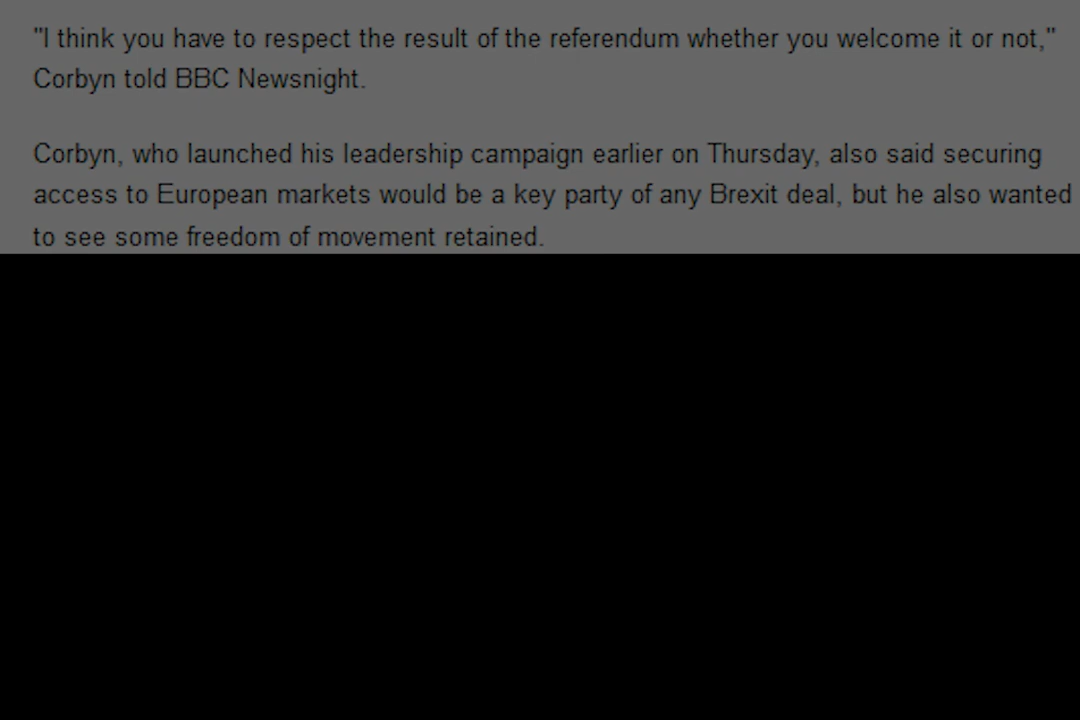 "I think you have to respect the result of the referendum whether you welcome it or not,"
Corbyn told BBC Newsnight.
Corbyn, who launched his leadership campaign earlier on Thursday, also said securing
access to European markets would be a key party of any Brexit deal, but he also wanted
to see some freedom of movement retained.